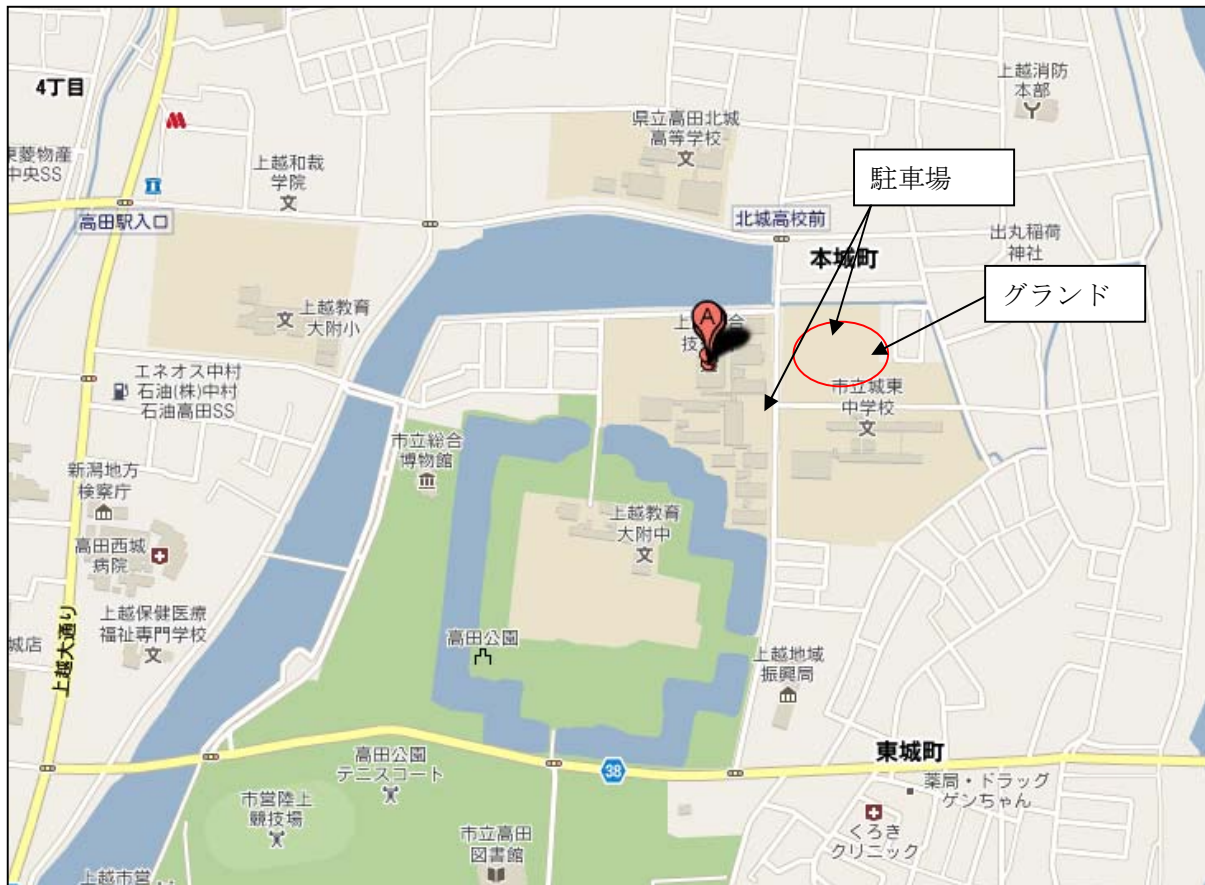 4丁目
上越消防
本部
県立高田北城
高等学校
東菱物産
中央SS
上越和裁
学院
駐車場
高田駅入口
北城高校前
出丸稲荷
神社
本城町
グランド
上越教育
大附小
A
エネオス中村
石油(株)中村
石油高田SS
市立城東
中学校
市立総合
博物館
新潟地方
検察庁
上越教育
大附中
高田西城
病院
上越保健医療
福祉専門学校
城店
上越大通り
高田公園
上越地域
振興局
東城町
高田公園
テニスコート
38
薬局・ドラッグ
ゲンちゃん
市営陸上
競技場
くろき
クリニック
市立高田
図書館
上越市営